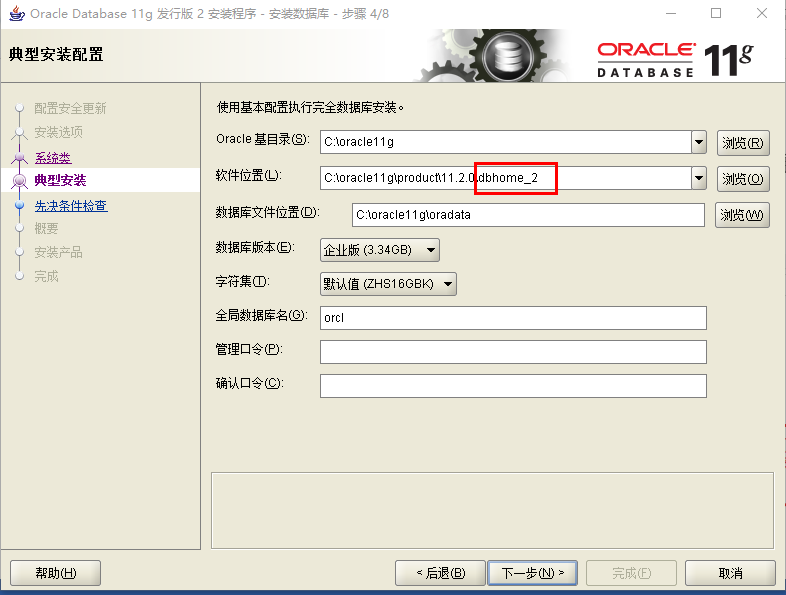 Oracle Database 11g 发行版 2 安装程序 - 安装数据库 - 步骤 4/8
典型安装配置
ORACLE
DATABASE
11g
配置安全更新
安装选项
系统类
典型安装
先决条件检查
概要
安装产品
完成
使用基本配置执行完全数据库安装。
Oracle 基目录(S): C:\oracle11g 浏览(R)
软件位置(L): C:\oracle11g\product\11.2.0\dbhome_2 浏览(O)
数据库文件位置(D): C:\oracle11g\oradata 浏览(W)
数据库版本(E): 企业版 (3.34GB)
字符集(T): 默认值 (ZHS16GBK)
全局数据库名(G): orcl
管理口令(P):
确认口令(C):
帮助(H) < 后退(B) 下一步(N) > 完成(F) 取消